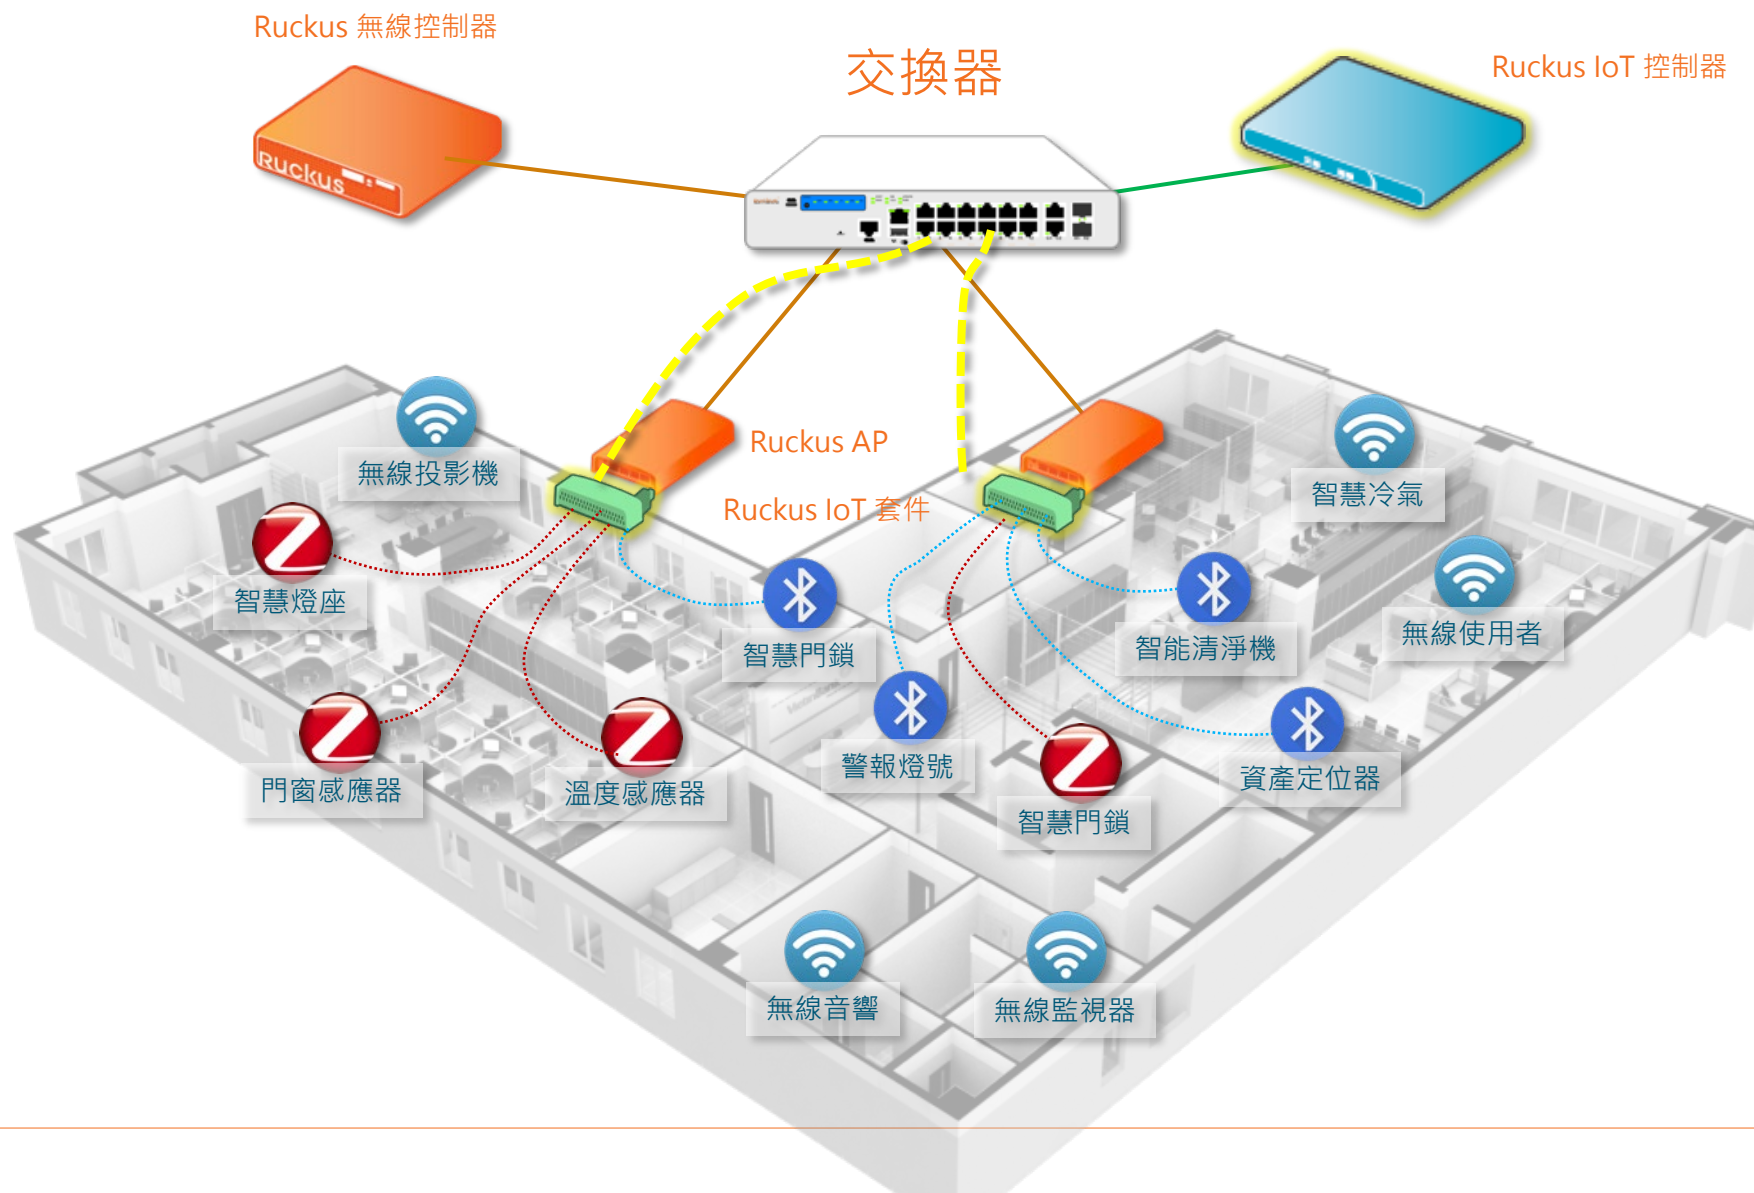 Ruckus 無線控制器
交換器
Ruckus IoT 控制器
Ruckus
Ruckus AP
無線投影機
Ruckus IoT 套件
智慧冷氣
智慧燈座
智慧門鎖
智能清淨機
無線使用者
門窗感應器
溫度感應器
警報燈號
智慧門鎖
資產定位器
無線音響
無線監視器